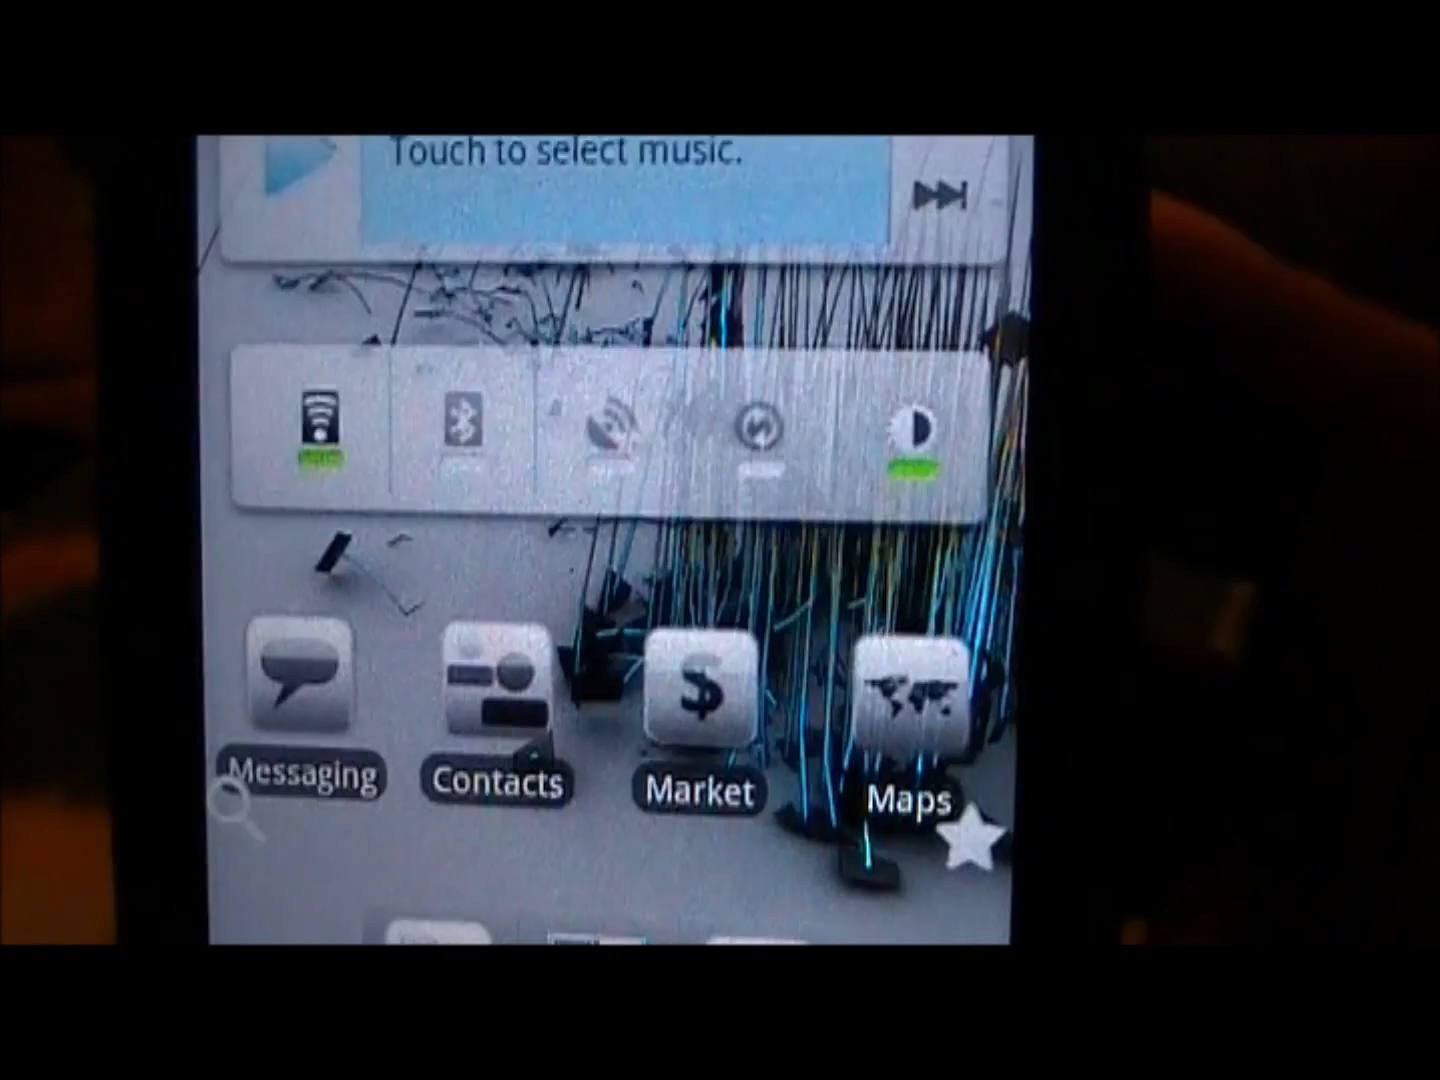 Touch to select music.
Messaging
Contacts
$
Market
Maps